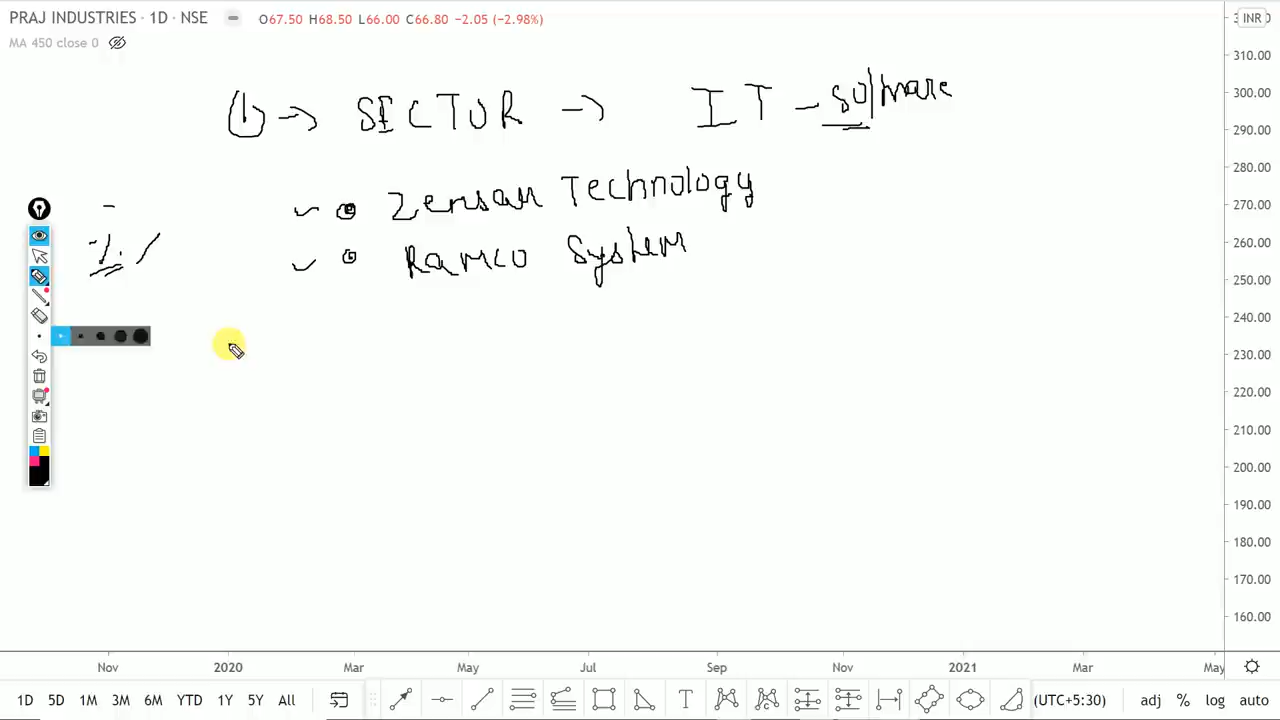 PRAJ INDUSTRIES · 1D · NSE O67.50 H68.50 L66.00 C66.80 −2.05 (−2.98%) INR
MA 450 close 0
310.00
① → SECTOR → IT - software
300.00
290.00
280.00
Zensar Technology
270.00
Ramco System
260.00
250.00
240.00
230.00
220.00
210.00
200.00
190.00
180.00
170.00
160.00
Nov 2020 Mar May Jul Sep Nov 2021 Mar May
1D 5D 1M 3M 6M YTD 1Y 5Y All (UTC+5:30) adj % log auto